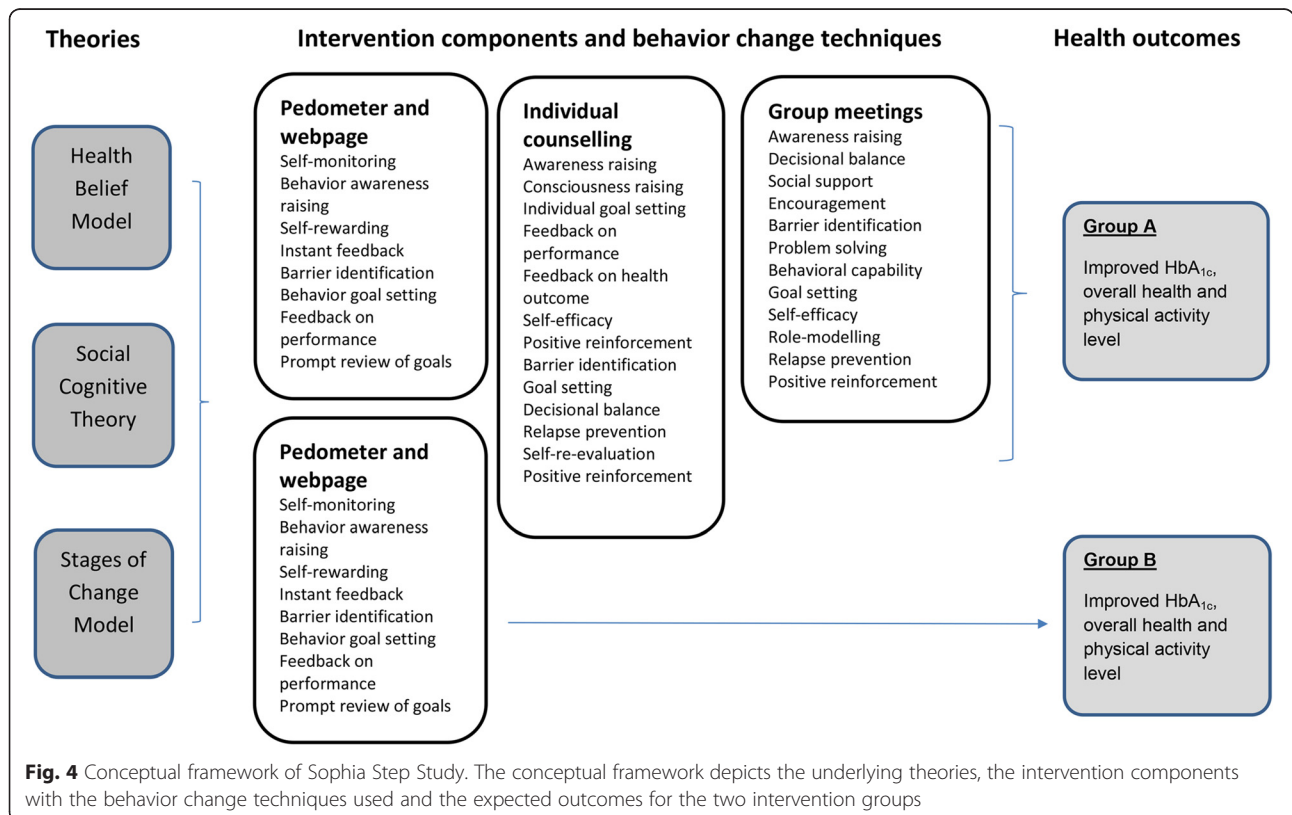 Theories
Intervention components and behavior change techniques
Health outcomes
Health
Belief
Model
Social
Cognitive
Theory
Stages of
Change
Model
Pedometer and
webpage
Self-monitoring
Behavior awareness
raising
Self-rewarding
Instant feedback
Barrier identification
Behavior goal setting
Feedback on
performance
Prompt review of goals
Pedometer and
webpage
Self-monitoring
Behavior awareness
raising
Self-rewarding
Instant feedback
Barrier identification
Behavior goal setting
Feedback on
performance
Prompt review of goals
Individual
counselling
Awareness raising
Consciousness raising
Individual goal setting
Feedback on
performance
Feedback on health
outcome
Self-efficacy
Positive reinforcement
Barrier identification
Goal setting
Decisional balance
Relapse prevention
Self-re-evaluation
Positive reinforcement
Group meetings
Awareness raising
Decisional balance
Social support
Encouragement
Barrier identification
Problem solving
Behavioral capability
Goal setting
Self-efficacy
Role-modelling
Relapse prevention
Positive reinforcement
Group A
Improved HbA1c,
overall health and
physical activity
level
Group B
Improved HbA1c,
overall health and
physical activity
level
Fig. 4 Conceptual framework of Sophia Step Study. The conceptual framework depicts the underlying theories, the intervention components
with the behavior change techniques used and the expected outcomes for the two intervention groups